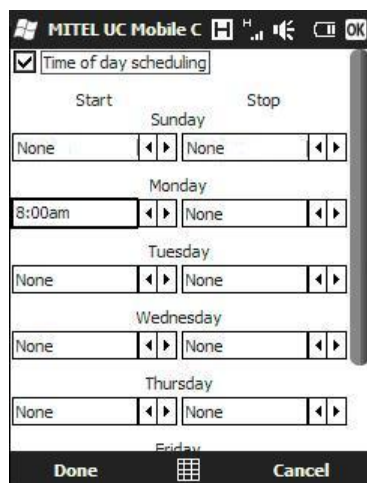 MITEL UC Mobile C H H OK
Time of day scheduling
Start Stop
Sunday
None None
Monday
8:00am None
Tuesday
None None
Wednesday
None None
Thursday
None None
Friday
Done Cancel